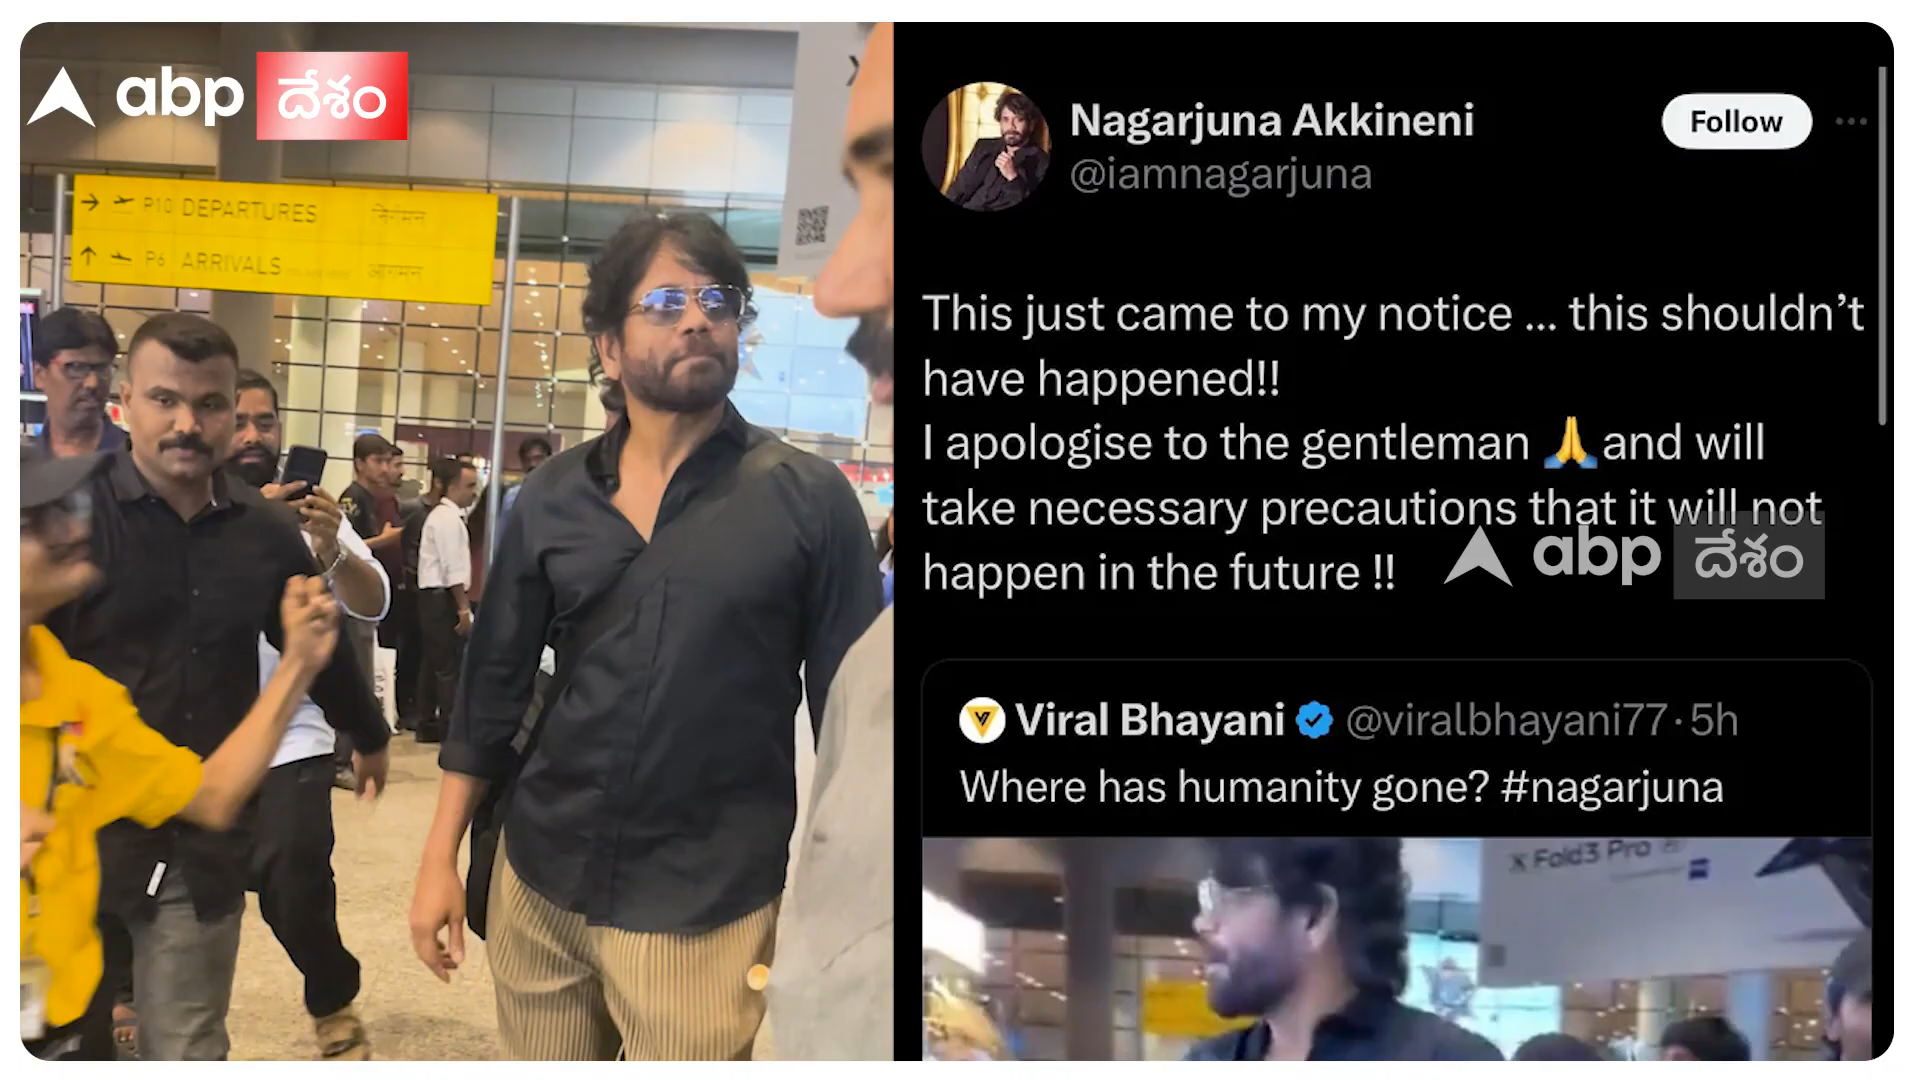 abp దేశం
P10 DEPARTURES निर्गमन
P6 ARRIVALS आगमन
Nagarjuna Akkineni
@iamnagarjuna
Follow
This just came to my notice ... this shouldn’t
have happened!!
I apologise to the gentleman 🙏 and will
take necessary precautions that it will not
happen in the future !!
abp దేశం
Viral Bhayani @viralbhayani77 · 5h
Where has humanity gone? #nagarjuna
X Fold3 Pro